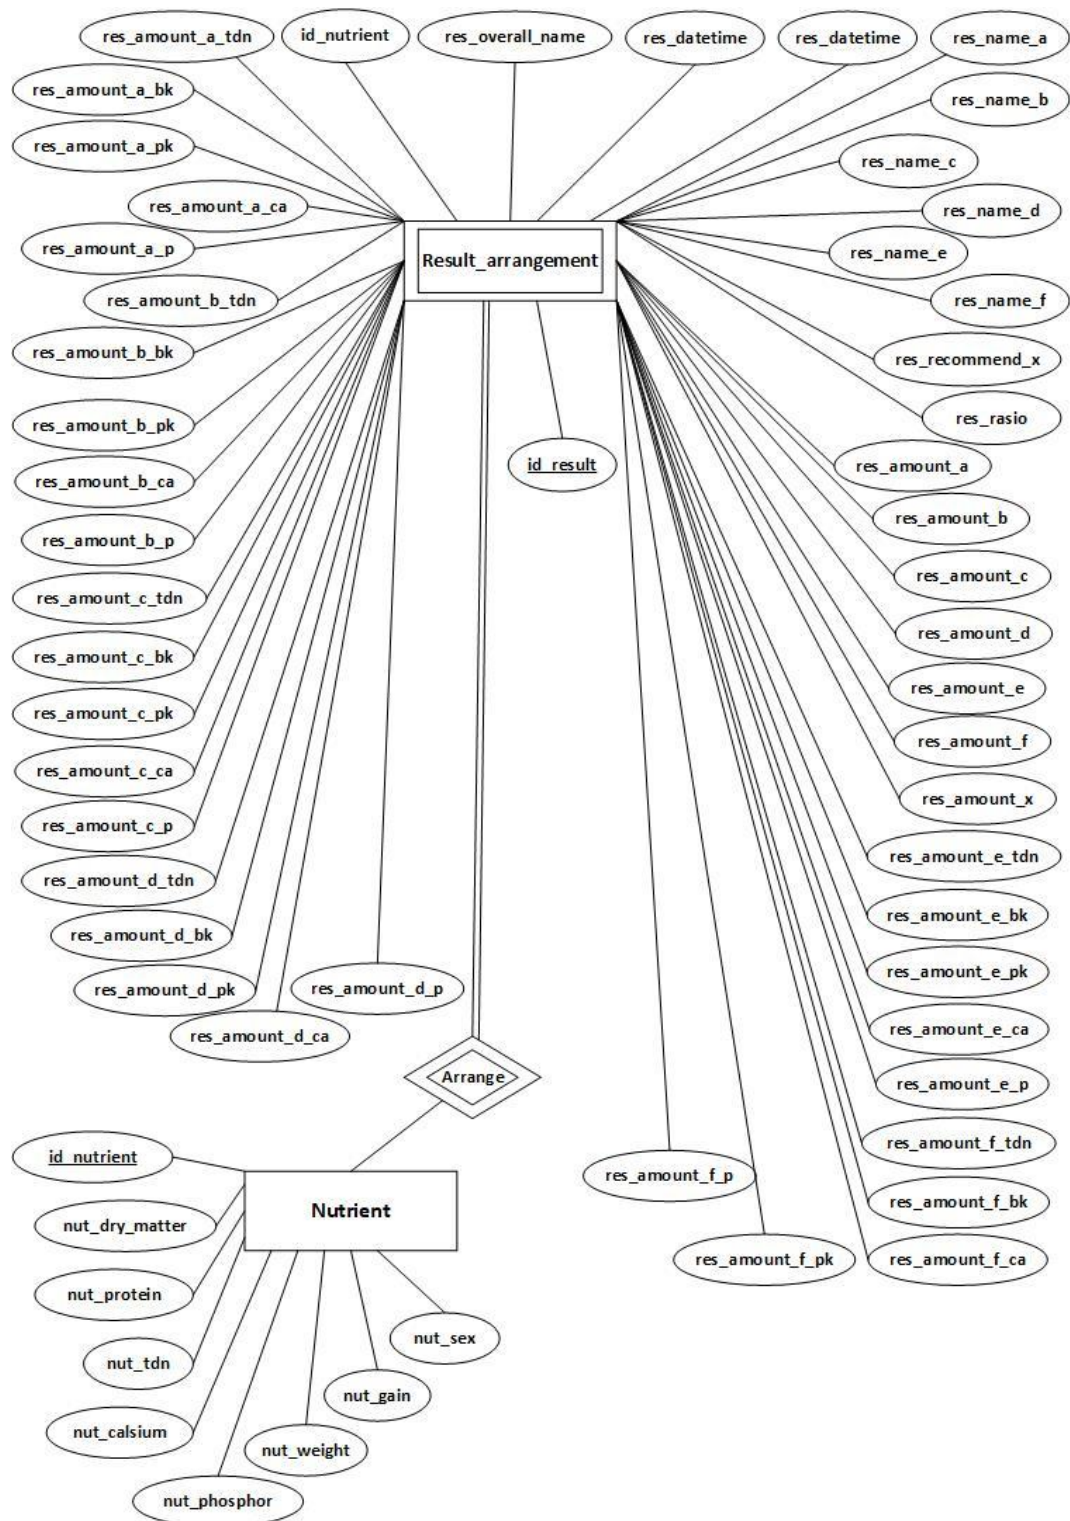 res_amount_a_tdn
id_nutrient
res_overall_name
res_datetime
res_datetime
res_name_a
res_amount_a_bk
res_name_b
res_amount_a_pk
res_name_c
res_amount_a_ca
res_name_d
res_amount_a_p
res_name_e
Result_arrangement
res_amount_b_tdn
res_name_f
res_amount_b_bk
res_recommend_x
res_amount_b_pk
res_rasio
id_result
res_amount_a
res_amount_b_ca
res_amount_b
res_amount_b_p
res_amount_c
res_amount_c_tdn
res_amount_d
res_amount_c_bk
res_amount_e
res_amount_c_pk
res_amount_f
res_amount_c_ca
res_amount_x
res_amount_c_p
res_amount_e_tdn
res_amount_d_tdn
res_amount_e_bk
res_amount_d_bk
res_amount_e_pk
res_amount_d_pk
res_amount_d_p
res_amount_e_ca
res_amount_d_ca
Arrange
res_amount_e_p
res_amount_f_tdn
id_nutrient
res_amount_f_p
res_amount_f_bk
Nutrient
nut_dry_matter
res_amount_f_pk
res_amount_f_ca
nut_protein
nut_sex
nut_tdn
nut_gain
nut_calsium
nut_weight
nut_phosphor